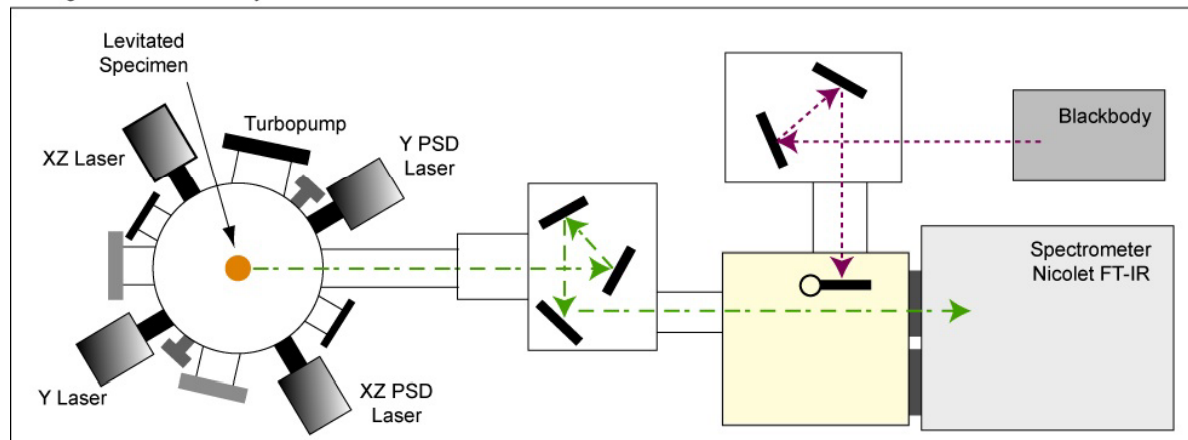 Levitated
Specimen
XZ Laser
Turbopump
Y PSD
Laser
Blackbody
Spectrometer
Nicolet FT-IR
Y Laser
XZ PSD
Laser